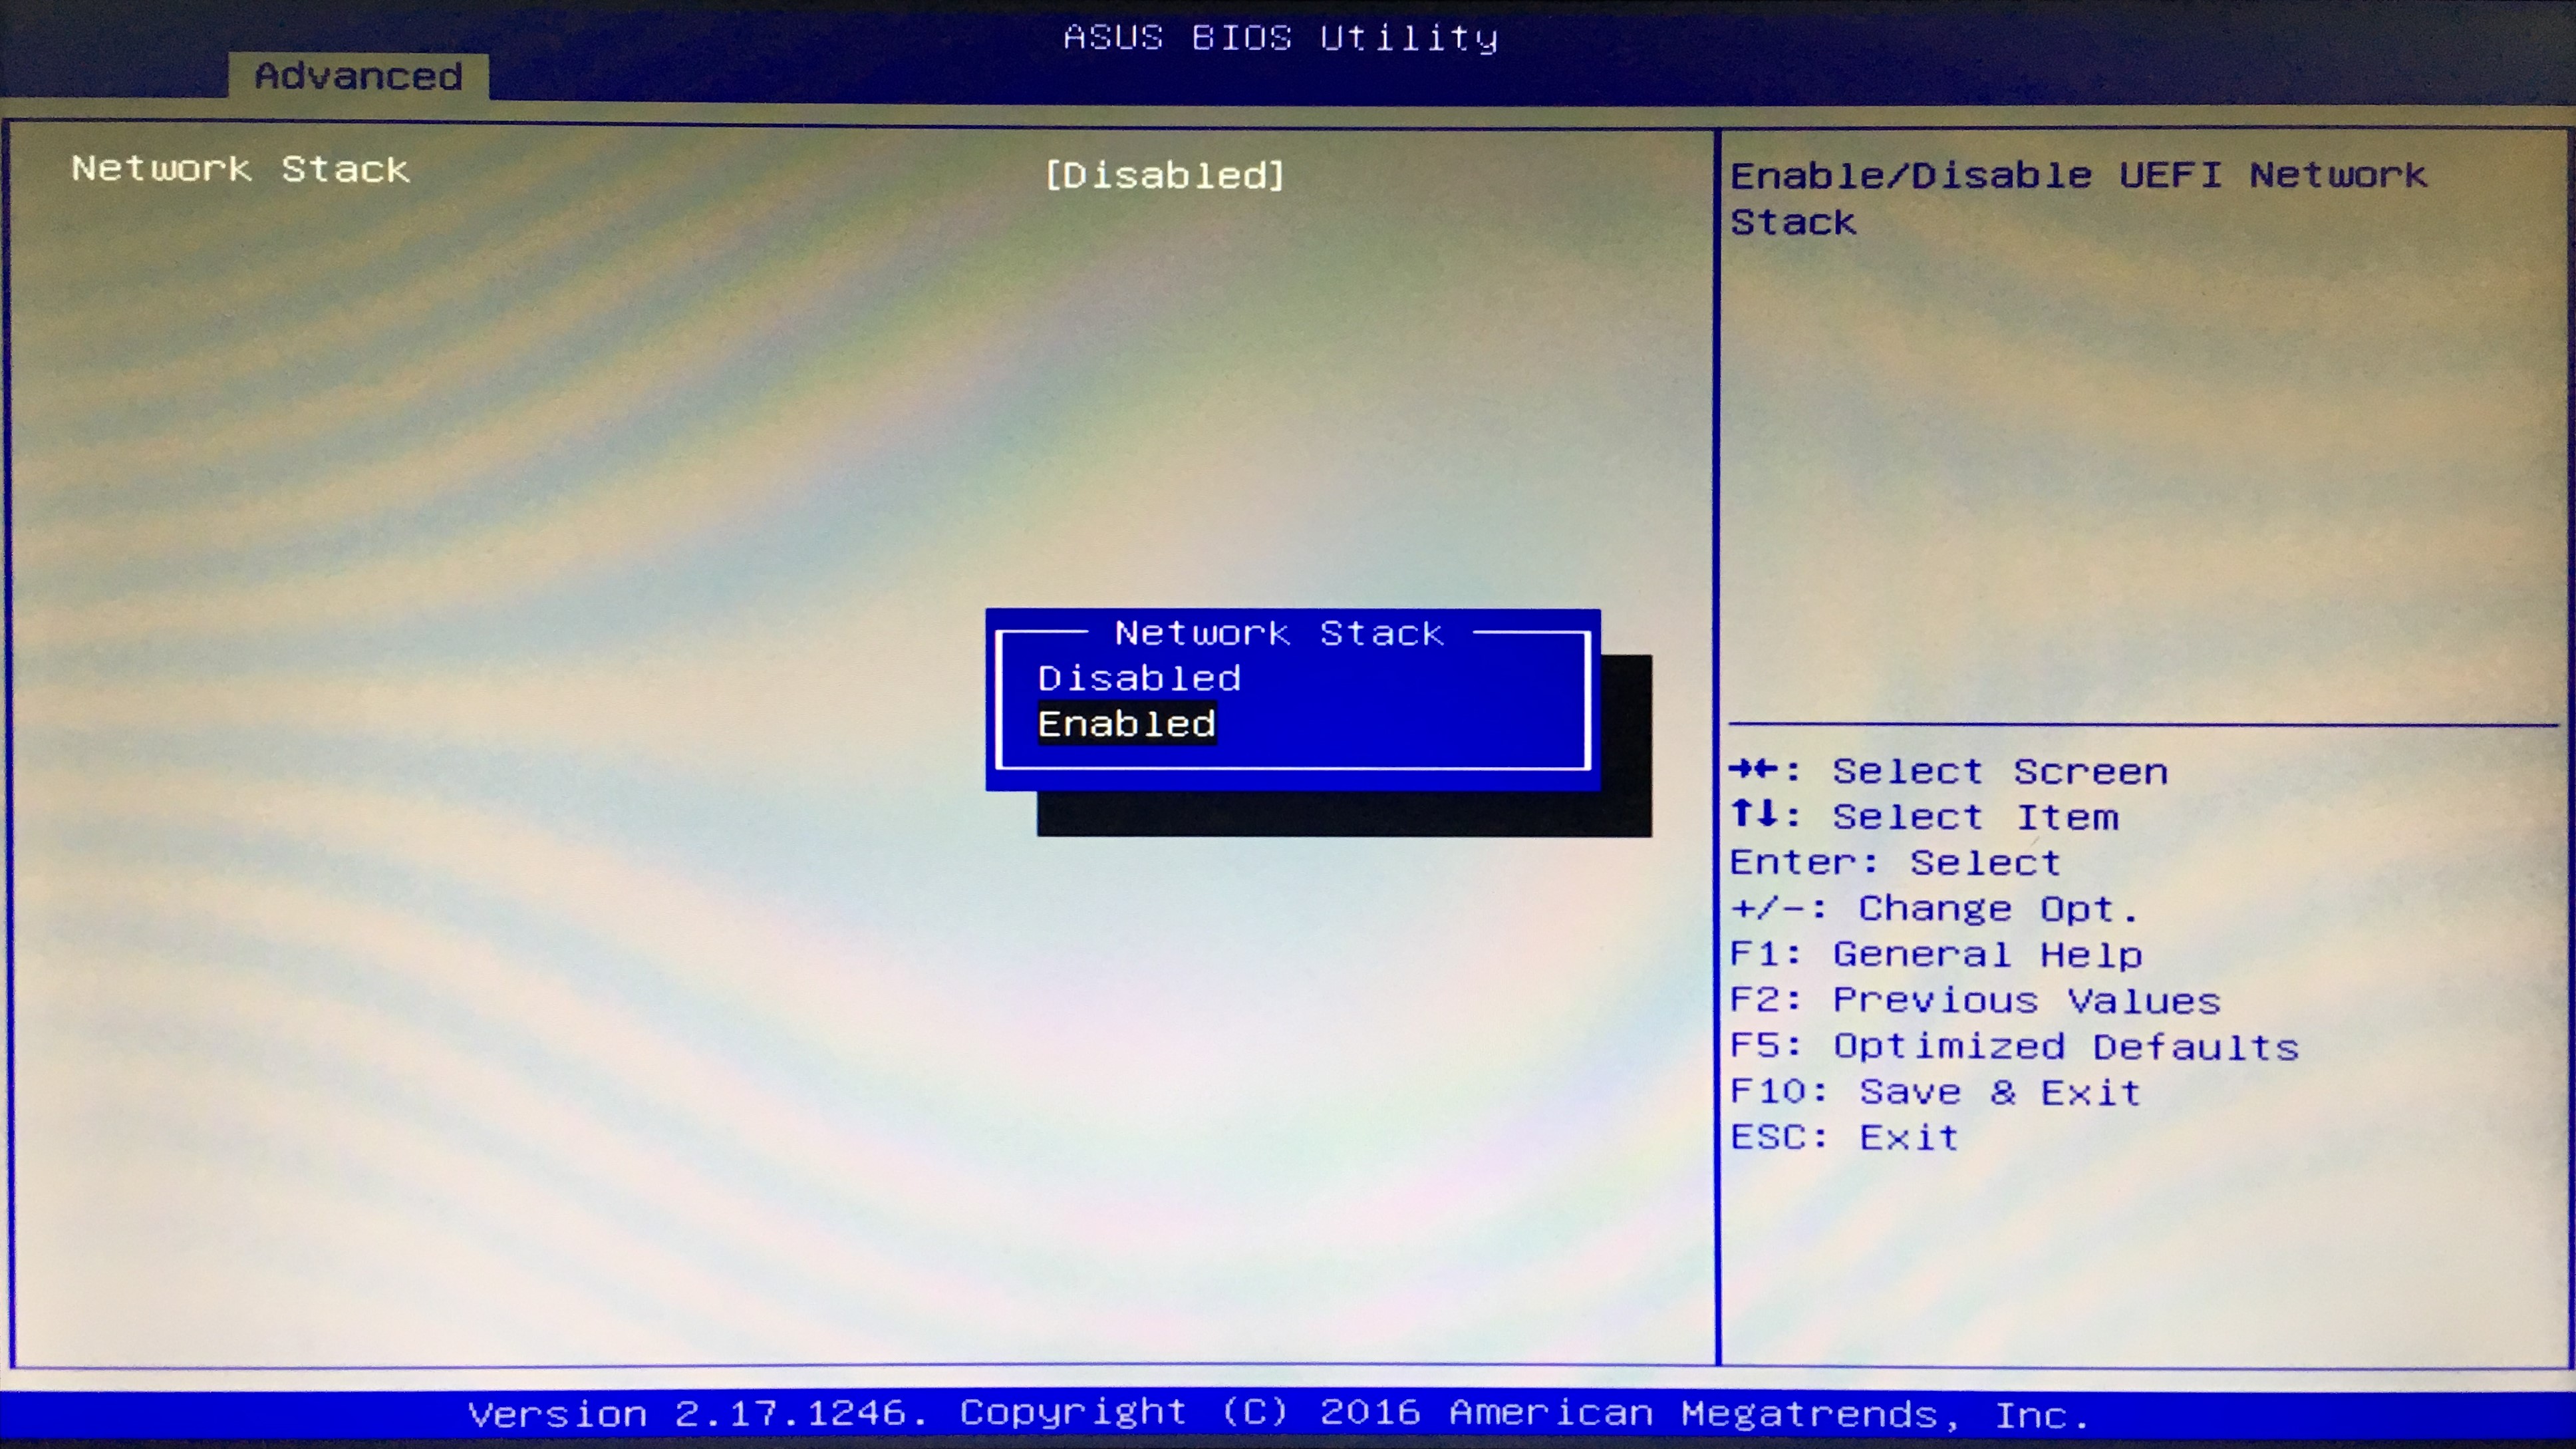 ASUS BIOS Utility
Advanced
Network Stack [Disabled]
Enable/Disable UEFI Network
Stack
Network Stack
Disabled
Enabled
→←: Select Screen
↑↓: Select Item
Enter: Select
+/-: Change Opt.
F1: General Help
F2: Previous Values
F5: Optimized Defaults
F10: Save & Exit
ESC: Exit
Version 2.17.1246. Copyright (C) 2016 American Megatrends, Inc.